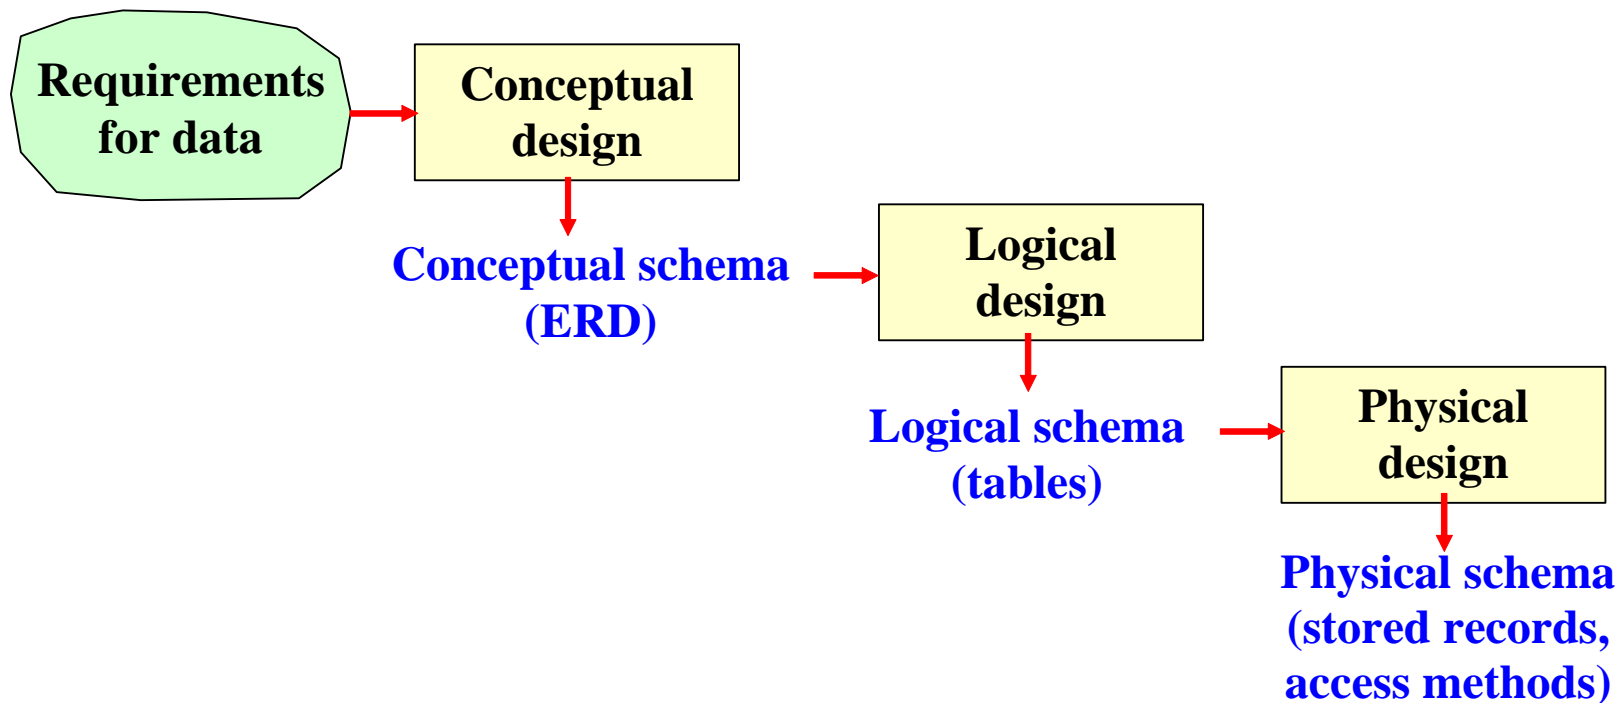 Requirements
for data
Conceptual
design
Conceptual schema
(ERD)
Logical
design
Logical schema
(tables)
Physical
design
Physical schema
(stored records,
access methods)